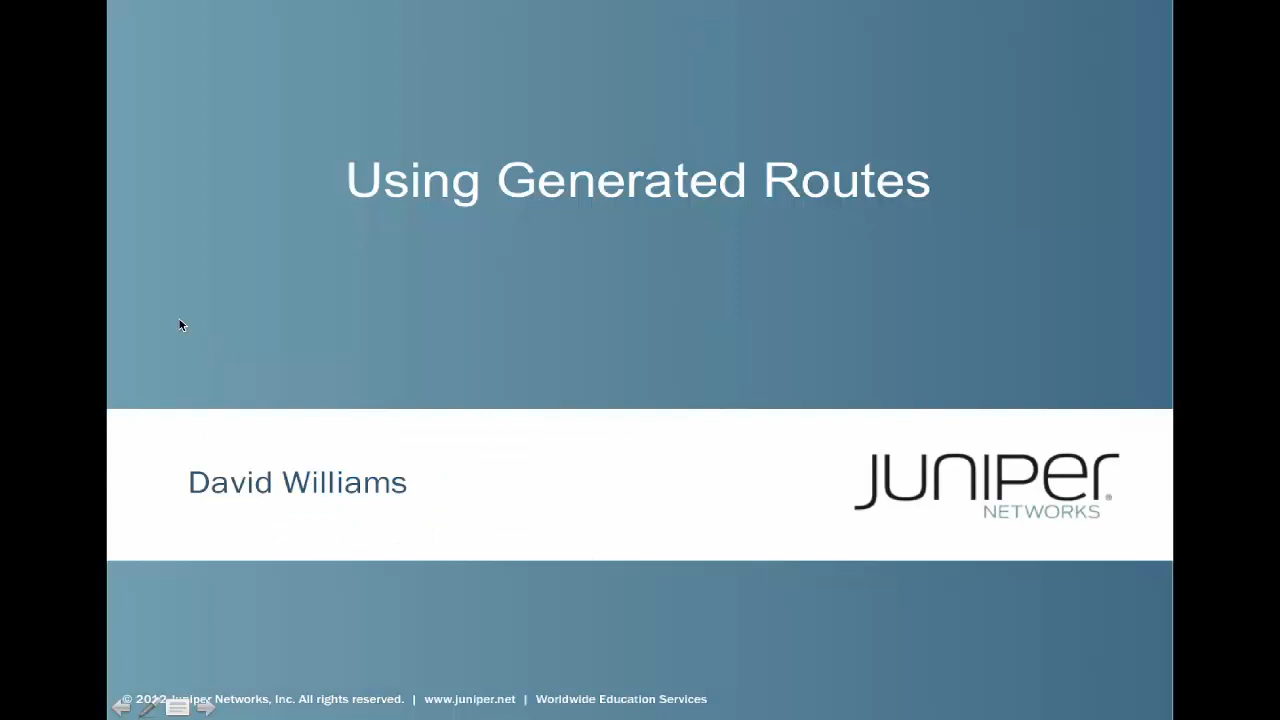 Using Generated Routes
David Williams
JUNIPER
NETWORKS
© 2012 Juniper Networks, Inc. All rights reserved. | www.juniper.net | Worldwide Education Services